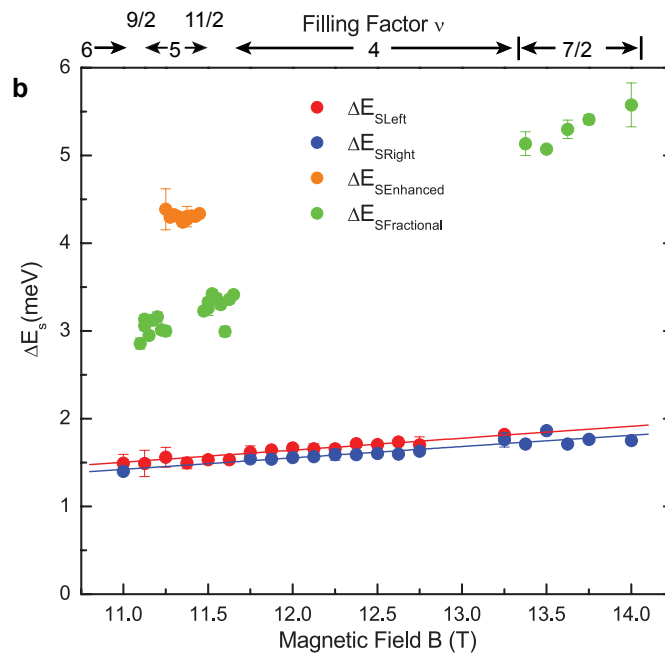 9/2 11/2 Filling Factor ν
6 5 4 7/2
b
6
5
4
3
2
1
0
ΔE_s(meV)
ΔE_SLeft
ΔE_SRight
ΔE_SEnhanced
ΔE_SFractional
11.0 11.5 12.0 12.5 13.0 13.5 14.0
Magnetic Field B (T)